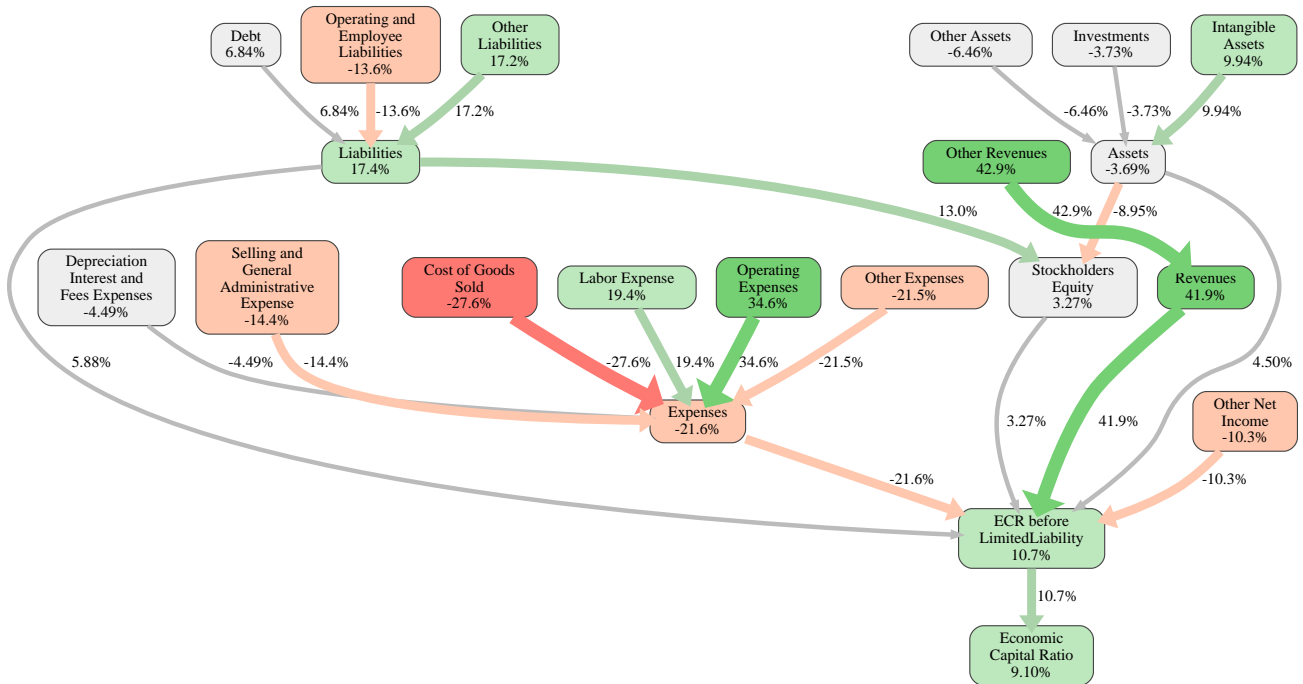 Debt
6.84%
Operating and
Employee
Liabilities
-13.6%
Other
Liabilities
17.2%
Other Assets
-6.46%
Investments
-3.73%
Intangible
Assets
9.94%
6.84%
-13.6%
17.2%
-6.46%
-3.73%
9.94%
Liabilities
17.4%
Other Revenues
42.9%
Assets
-3.69%
13.0%
42.9%
-8.95%
Depreciation
Interest and
Fees Expenses
-4.49%
Selling and
General
Administrative
Expense
-14.4%
Cost of Goods
Sold
-27.6%
Labor Expense
19.4%
Operating
Expenses
34.6%
Other Expenses
-21.5%
Stockholders
Equity
3.27%
Revenues
41.9%
5.88%
-4.49%
-14.4%
-27.6%
19.4%
34.6%
-21.5%
4.50%
Expenses
-21.6%
3.27%
41.9%
Other Net
Income
-10.3%
-21.6%
-10.3%
ECR before
LimitedLiability
10.7%
10.7%
Economic
Capital Ratio
9.10%